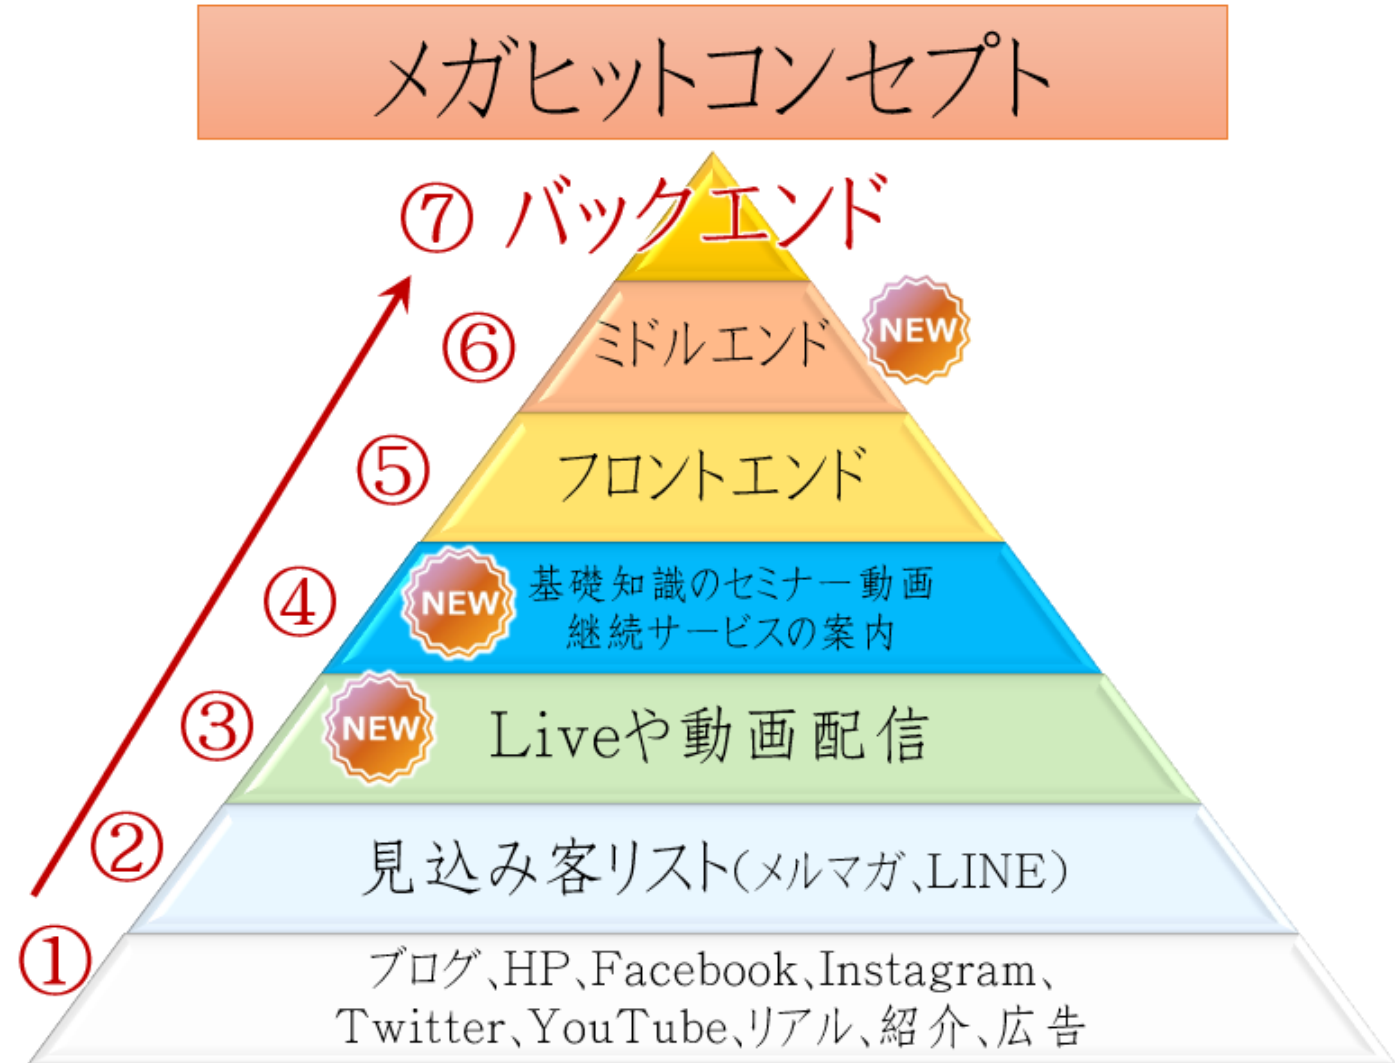 メガヒットコンセプト
⑦ バックエンド
⑥ ミドルエンド NEW
⑤ フロントエンド
④ NEW 基礎知識のセミナー動画
継続サービスの案内
③ NEW Liveや動画配信
② 見込み客リスト(メルマガ、LINE)
① ブログ、HP、Facebook、Instagram、
Twitter、YouTube、リアル、紹介、広告